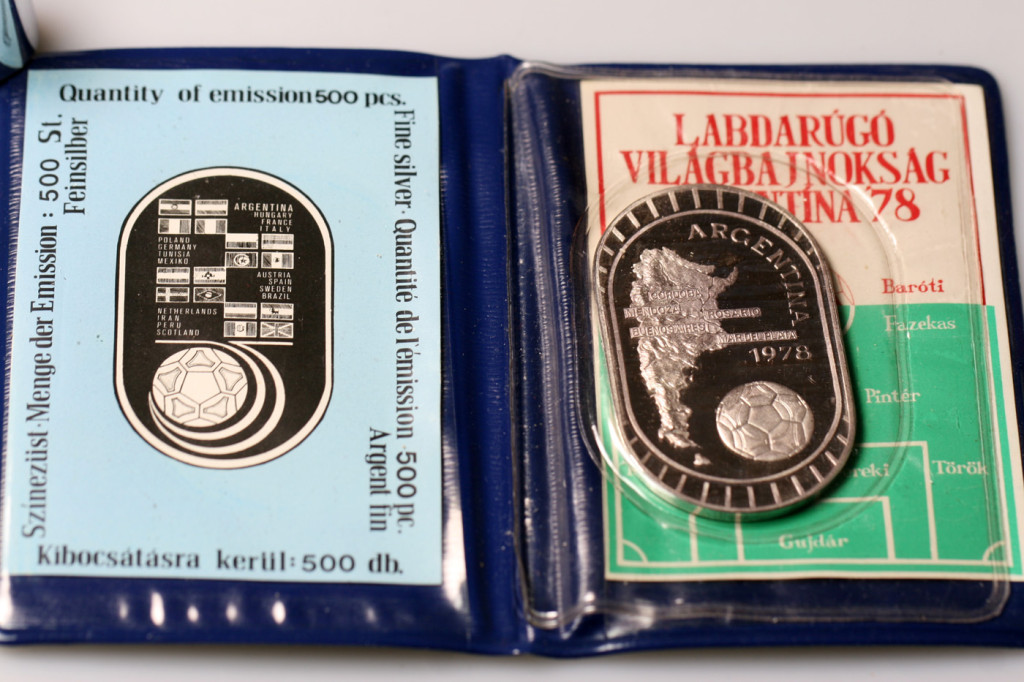 Quantity of emission 500 pcs.
Színezüst · Menge der Emission : 500 St.
Feinsilber
Fine silver · Quantité de l'émission 500 pc.
Argent fin
ARGENTINA
HUNGARY
FRANCE
ITALY
POLAND
GERMANY
TUNISIA
MEXIKO
AUSTRIA
SPAIN
SWEDEN
BRAZIL
NETHERLANDS
IRAN
PERU
SCOTLAND
Kibocsátásra kerül: 500 db.
LABDARÚGÓ
VILÁGBAJNOKSÁG
'78
ARGENTINA
CORDOBA
MENDOZA
ROSARIO
BUENOS AIRES
MAR DEL PLATA
1978
Baróti
Fazekas
Pintér
Török
Gujdár